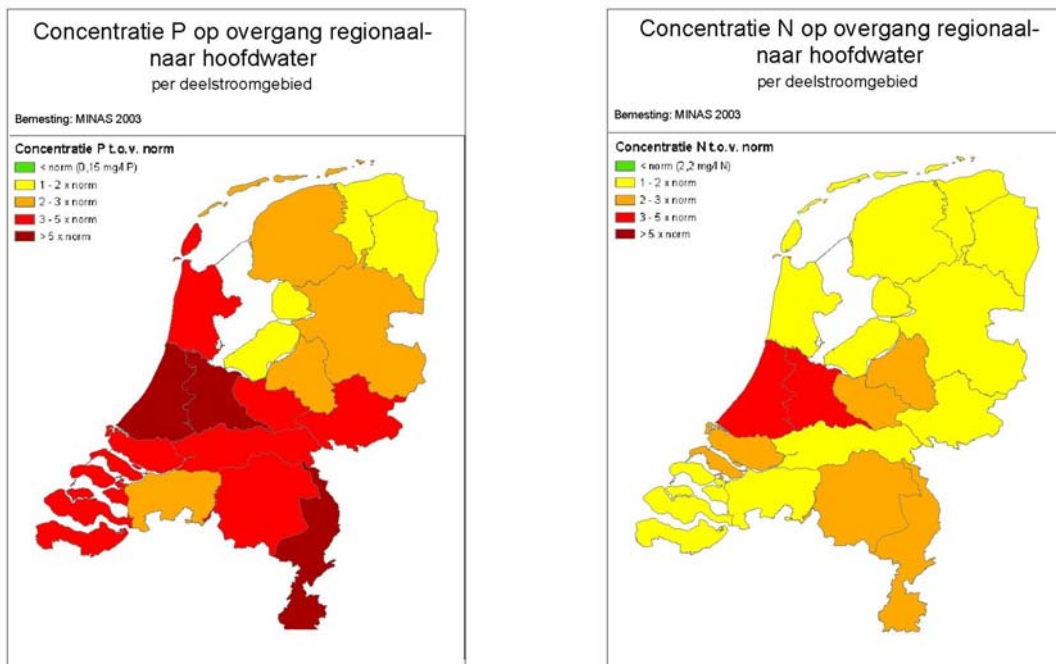 Concentratie P op overgang regionaal-
naar hoofdwater
per deelstroomgebied
Bemesting: MINAS 2003
Concentratie P t.o.v. norm
< norm (0,15 mg/l P)
1 - 2 x norm
2 - 3 x norm
3 - 5 x norm
> 5 x norm
Concentratie N op overgang regionaal-
naar hoofdwater
per deelstroomgebied
Bemesting: MINAS 2003
Concentratie N t.o.v. norm
< norm (2,2 mg/l N)
1 - 2 x norm
2 - 3 x norm
3 - 5 x norm
> 5 x norm